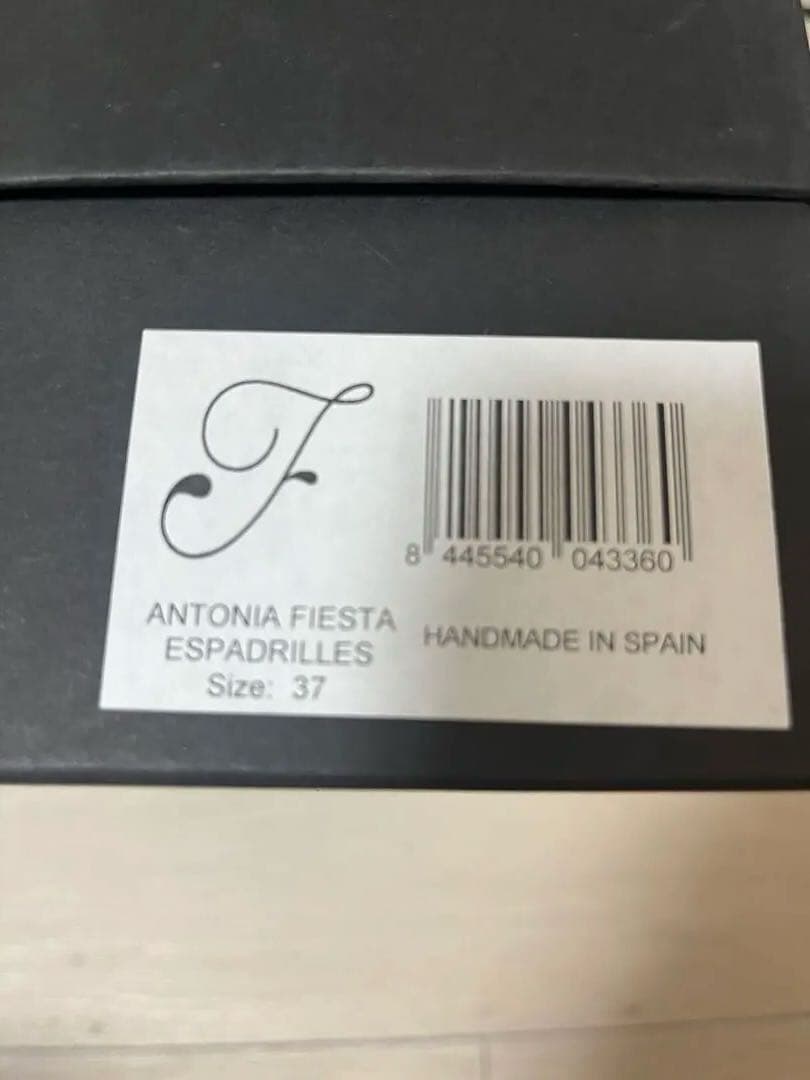 F
8 445540 043360
ANTONIA FIESTA
ESPADRILLES
Size: 37
HANDMADE IN SPAIN